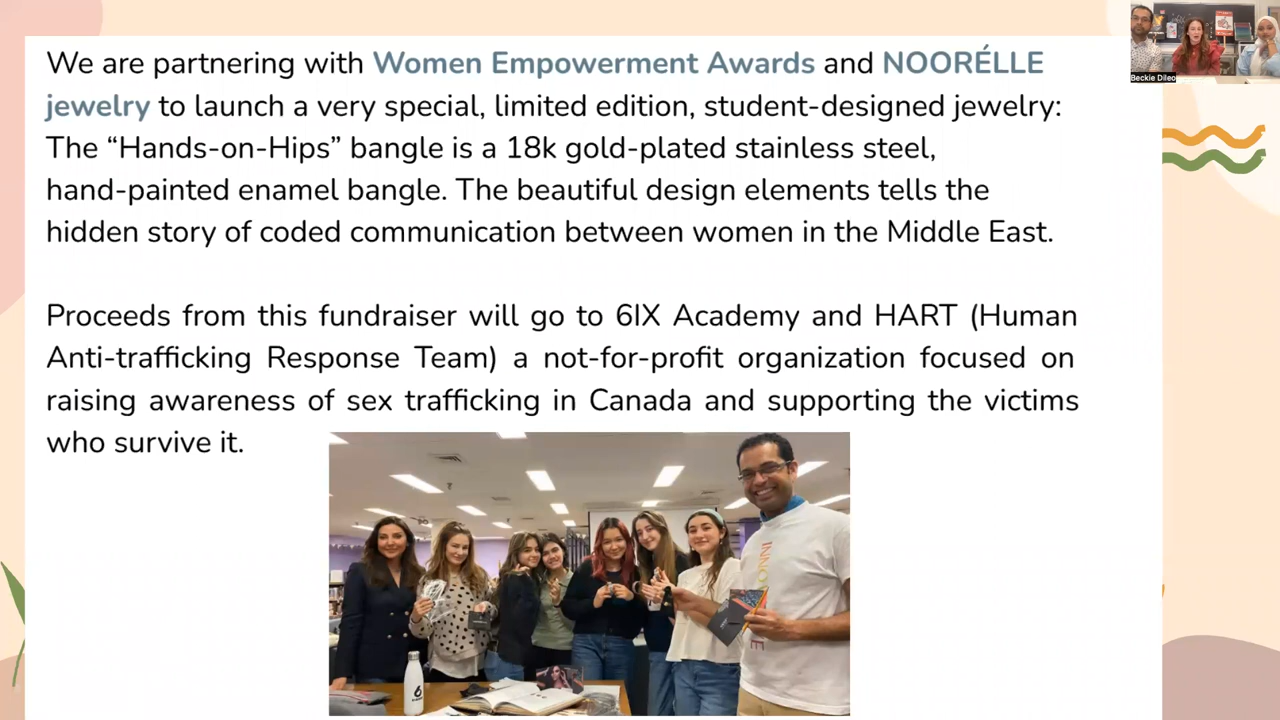 We are partnering with Women Empowerment Awards and NOORÉLLE
jewelry to launch a very special, limited edition, student-designed jewelry:
The “Hands-on-Hips” bangle is a 18k gold-plated stainless steel,
hand-painted enamel bangle. The beautiful design elements tells the
hidden story of coded communication between women in the Middle East.
Proceeds from this fundraiser will go to 6IX Academy and HART (Human
Anti-trafficking Response Team) a not-for-profit organization focused on
raising awareness of sex trafficking in Canada and supporting the victims
who survive it.
Beckie Dileo